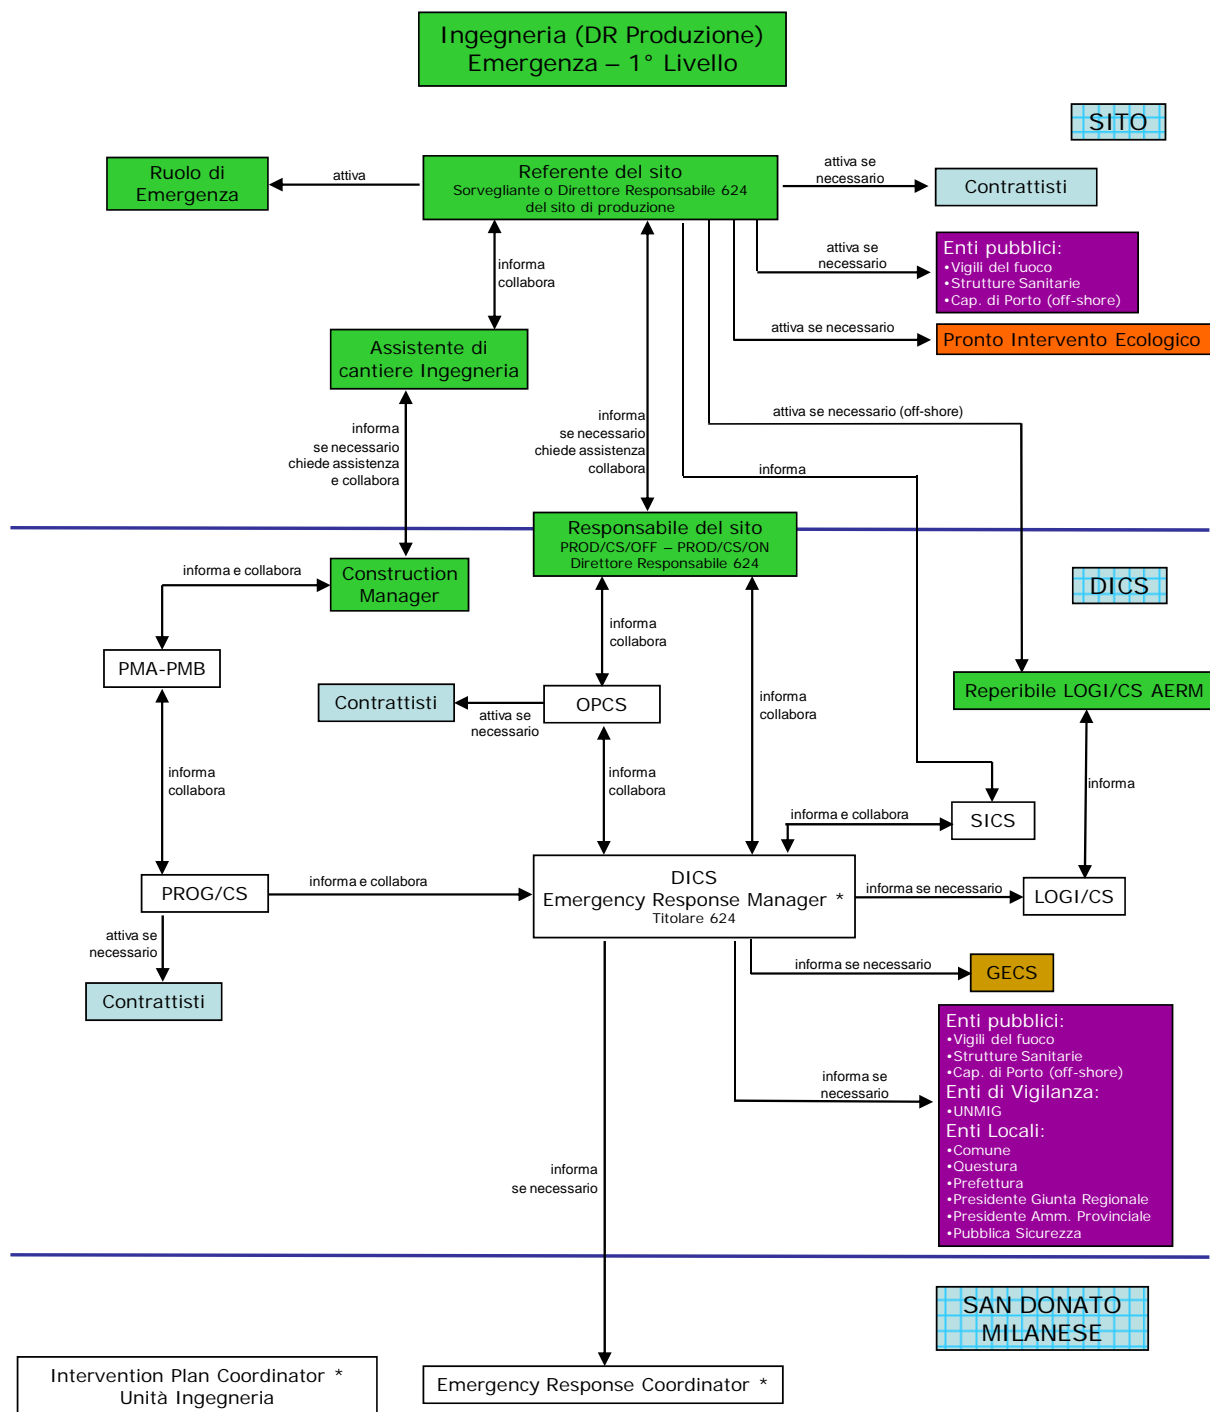 Ingegneria (DR Produzione)
Emergenza – 1° Livello
SITO
Ruolo di
Emergenza
attiva
Referente del sito
Sorvegliante o Direttore Responsabile 624
del sito di produzione
attiva se
necessario
Contrattisti
attiva se
necessario
Enti pubblici:
•Vigili del fuoco
•Strutture Sanitarie
•Cap. di Porto (off-shore)
informa
collabora
attiva se necessario
Pronto Intervento Ecologico
Assistente di
cantiere Ingegneria
informa
se necessario
chiede assistenza
e collabora
informa
se necessario
chiede assistenza
collabora
attiva se necessario (off-shore)
informa
Responsabile del sito
PROD/CS/OFF – PROD/CS/ON
Direttore Responsabile 624
informa e collabora
Construction
Manager
DICS
informa
collabora
PMA-PMB
Contrattisti
attiva se
necessario
OPCS
informa
collabora
Reperibile LOGI/CS AERM
informa
collabora
informa
collabora
informa
informa e collabora
SICS
PROG/CS
informa e collabora
DICS
Emergency Response Manager *
Titolare 624
informa se necessario
LOGI/CS
attiva se
necessario
Contrattisti
informa se necessario
GECS
informa se
necessario
Enti pubblici:
•Vigili del fuoco
•Strutture Sanitarie
•Cap. di Porto (off-shore)
Enti di Vigilanza:
•UNMIG
Enti Locali:
•Comune
•Questura
•Prefettura
•Presidente Giunta Regionale
•Presidente Amm. Provinciale
•Pubblica Sicurezza
informa
se necessario
SAN DONATO
MILANESE
Intervention Plan Coordinator *
Unità Ingegneria
Emergency Response Coordinator *